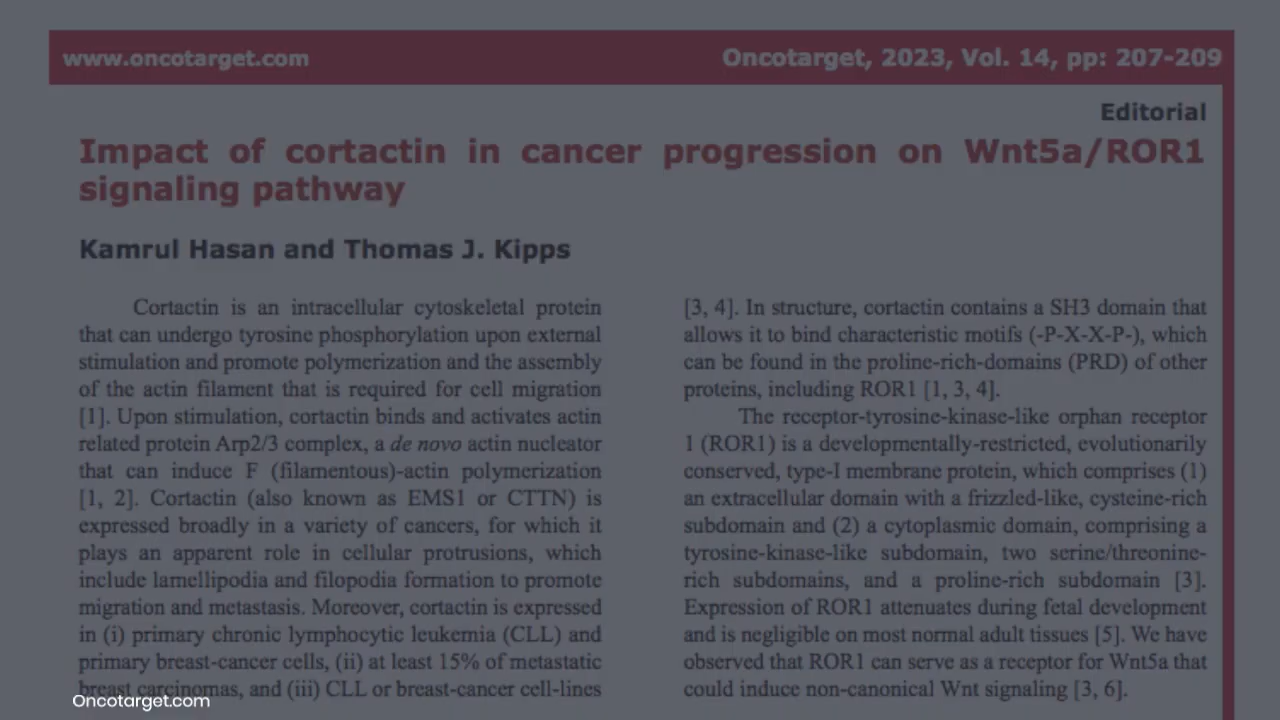 www.oncotarget.com
Oncotarget, 2023, Vol. 14, pp: 207-209
Editorial
Impact of cortactin in cancer progression on Wnt5a/ROR1
signaling pathway
Kamrul Hasan and Thomas J. Kipps
Cortactin is an intracellular cytoskeletal protein
that can undergo tyrosine phosphorylation upon external
stimulation and promote polymerization and the assembly
of the actin filament that is required for cell migration
[1]. Upon stimulation, cortactin binds and activates actin
related protein Arp2/3 complex, a de novo actin nucleator
that can induce F (filamentous)-actin polymerization
[1, 2]. Cortactin (also known as EMS1 or CTTN) is
expressed broadly in a variety of cancers, for which it
plays an apparent role in cellular protrusions, which
include lamellipodia and filopodia formation to promote
migration and metastasis. Moreover, cortactin is expressed
in (i) primary chronic lymphocytic leukemia (CLL) and
primary breast-cancer cells, (ii) at least 15% of metastatic
breast carcinomas, and (iii) CLL or breast-cancer cell-lines
[3, 4]. In structure, cortactin contains a SH3 domain that
allows it to bind characteristic motifs (-P-X-X-P-), which
can be found in the proline-rich-domains (PRD) of other
proteins, including ROR1 [1, 3, 4].
The receptor-tyrosine-kinase-like orphan receptor
1 (ROR1) is a developmentally-restricted, evolutionarily
conserved, type-I membrane protein, which comprises (1)
an extracellular domain with a frizzled-like, cysteine-rich
subdomain and (2) a cytoplasmic domain, comprising a
tyrosine-kinase-like subdomain, two serine/threonine-
rich subdomains, and a proline-rich subdomain [3].
Expression of ROR1 attenuates during fetal development
and is negligible on most normal adult tissues [5]. We have
observed that ROR1 can serve as a receptor for Wnt5a that
could induce non-canonical Wnt signaling [3, 6].
Oncotarget.com